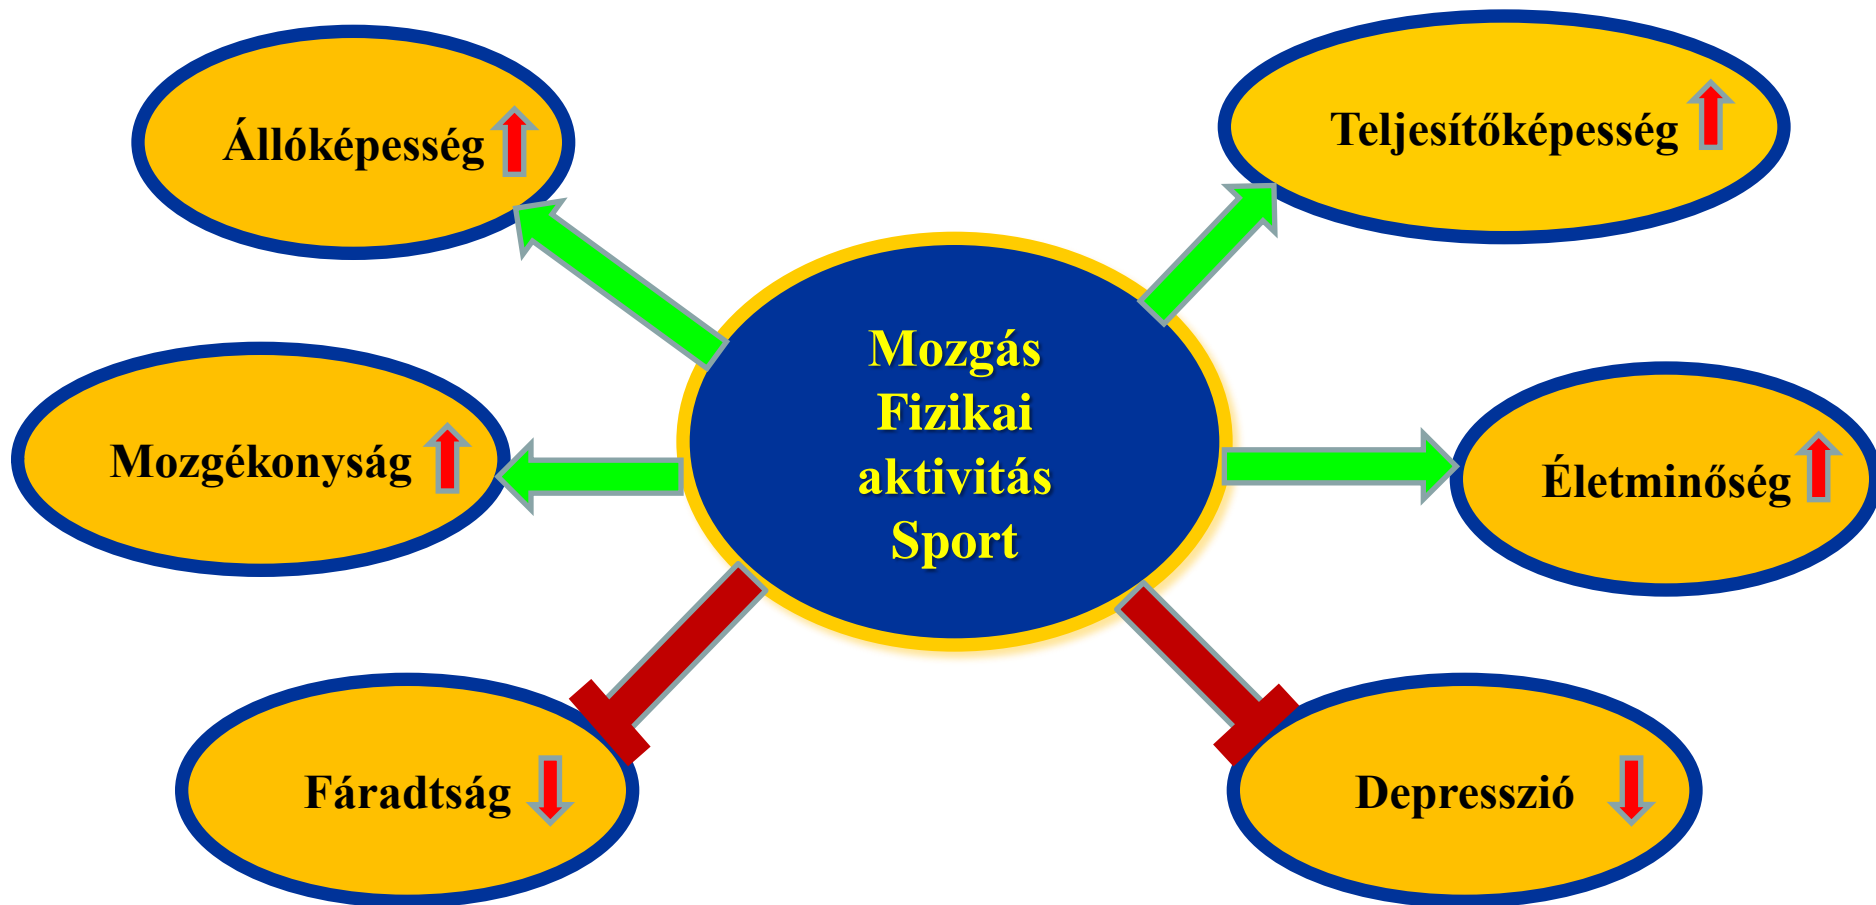 Állóképesség
Teljesítőképesség
Mozgás
Fizikai
aktivitás
Sport
Mozgékonyság
Életminőség
Fáradtság
Depresszió